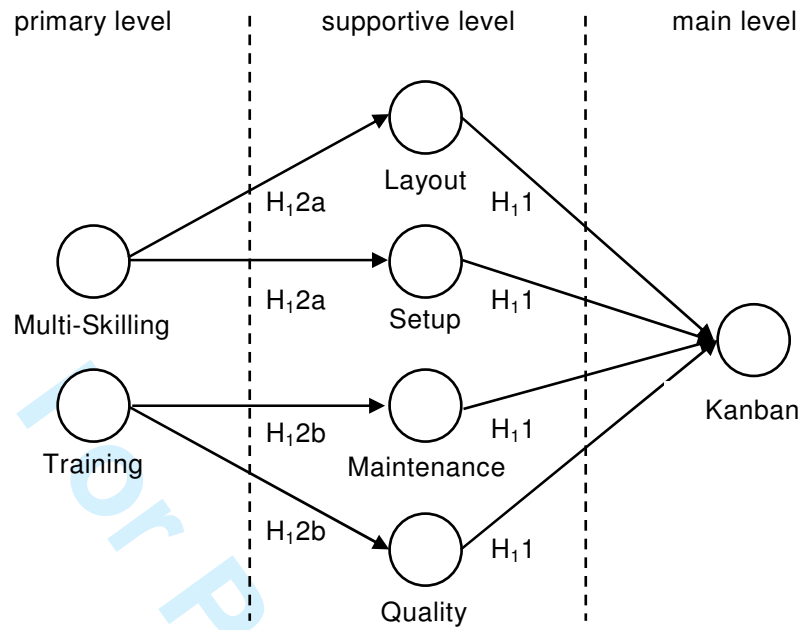 primary level
supportive level
main level
Layout
H₁2a
H₁1
Multi-Skilling
H₁2a
Setup
H₁1
Kanban
Training
H₁2b
Maintenance
H₁1
H₁2b
H₁1
Quality
or P